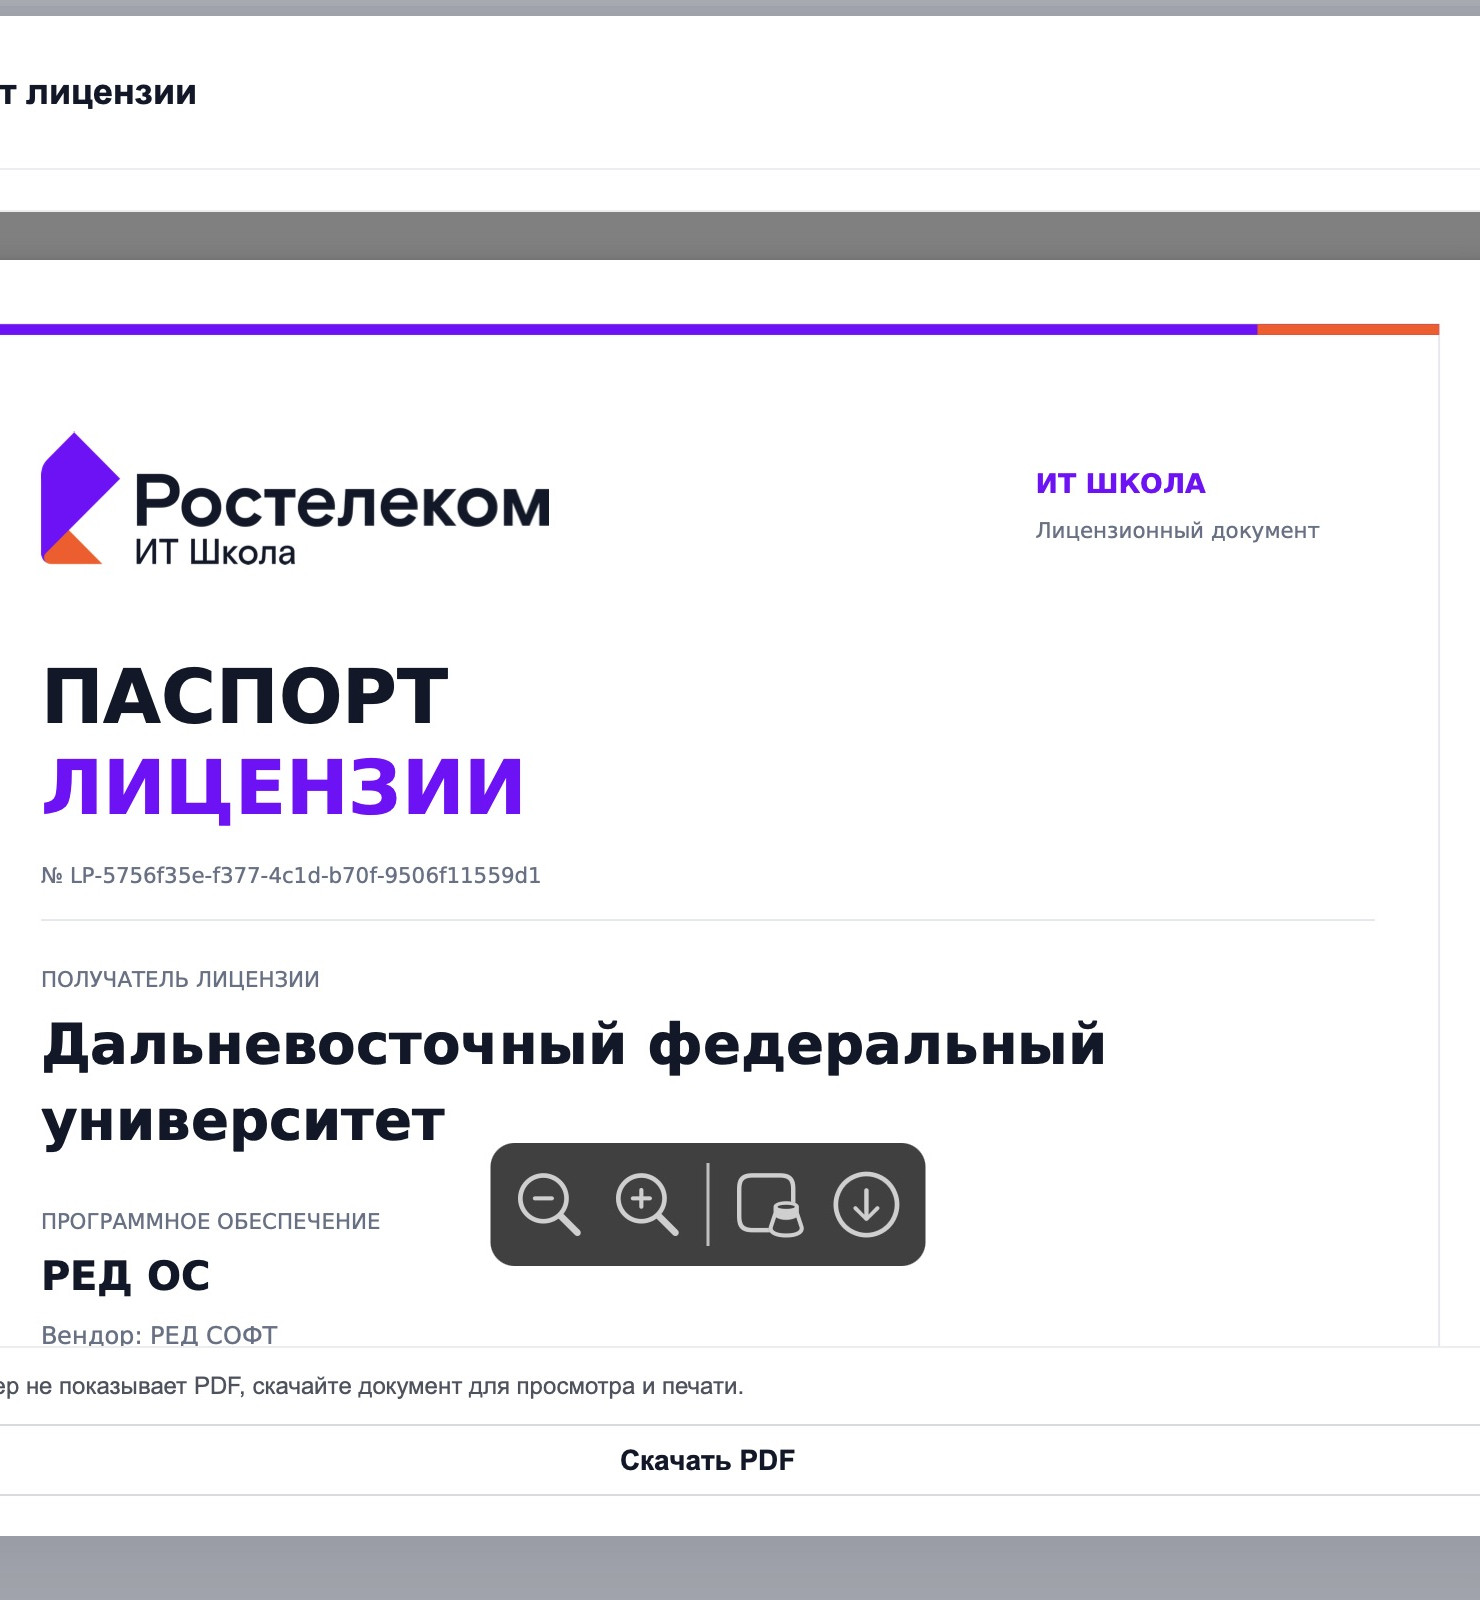 т лицензии
Ростелеком
ИТ Школа
ИТ ШКОЛА
Лицензионный документ
ПАСПОРТ
ЛИЦЕНЗИИ
№ LP-5756f35e-f377-4c1d-b70f-9506f11559d1
ПОЛУЧАТЕЛЬ ЛИЦЕНЗИИ
Дальневосточный федеральный
университет
ПРОГРАММНОЕ ОБЕСПЕЧЕНИЕ
РЕД ОС
Вендор: РЕД СОФТ
ер не показывает PDF, скачайте документ для просмотра и печати.
Скачать PDF